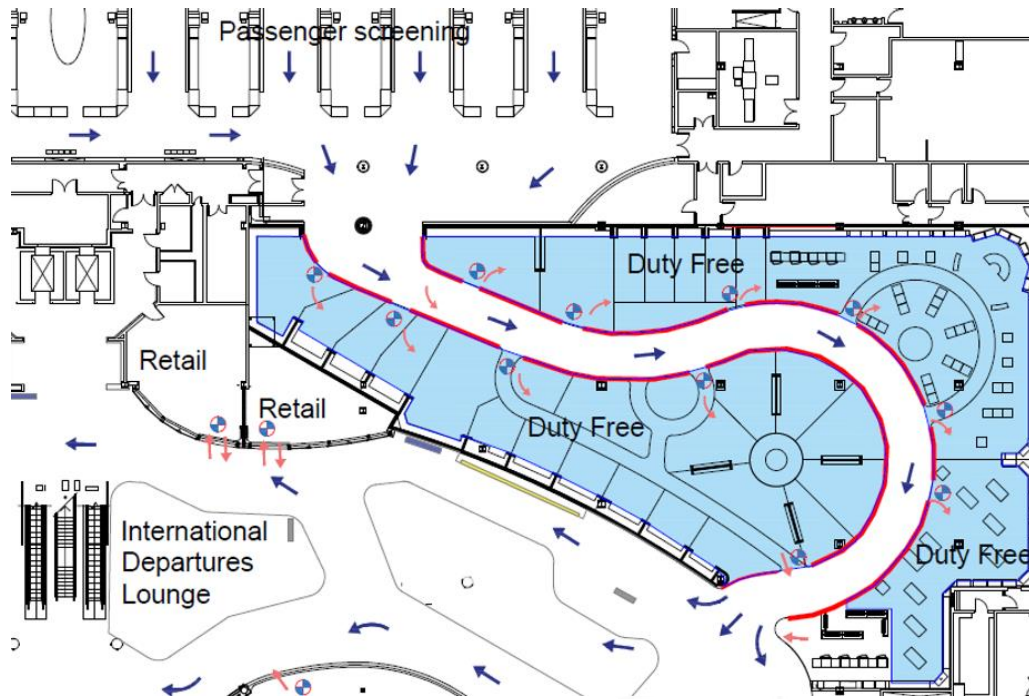 Passenger screening
Duty Free
Retail
Retail
Duty Free
International
Departures
Lounge
Duty Free